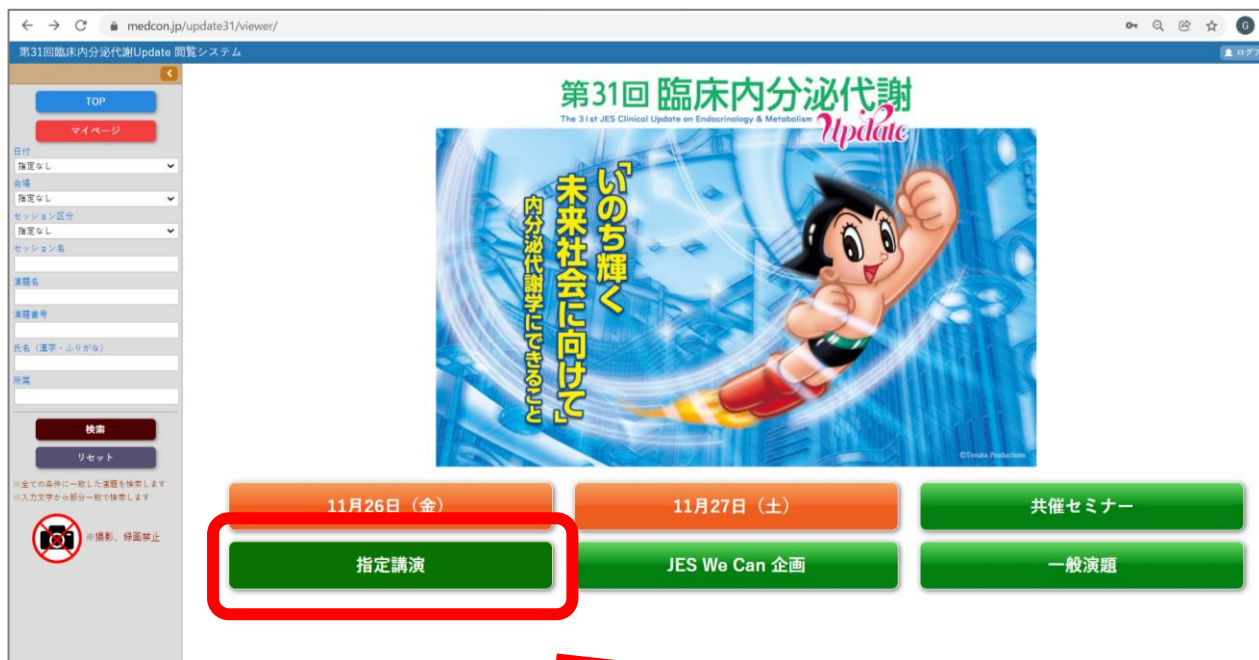 medcon.jp/update31/viewer/
G
第31回臨床内分泌代謝Update 閲覧システム
TOP
マイページ
日付
指定なし
会場
指定なし
セッション区分
指定なし
セッション名
演題名
演題番号
氏名（漢字・ふりがな）
所属
検索
リセット
※全ての条件に一致した演題を検索します
※入力文字から部分一致で検索します
※撮影、録画禁止
第31回 臨床内分泌代謝
The 31st JES Clinical Update on Endocrinology & Metabolism
Update
「いのち輝く
未来社会に向けて」
内分泌代謝学にできること
©Tezuka Productions
11月26日（金）
11月27日（土）
共催セミナー
指定講演
JES We Can 企画
一般演題